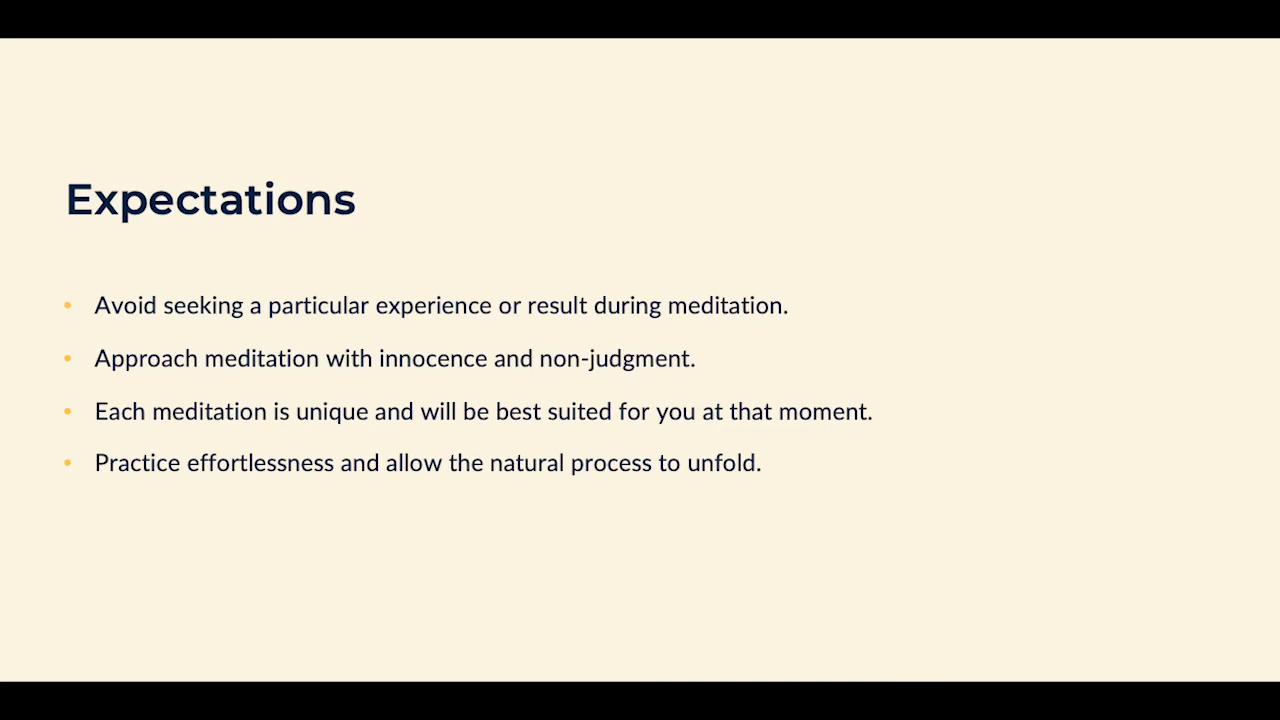 Expectations
• Avoid seeking a particular experience or result during meditation.
• Approach meditation with innocence and non-judgment.
• Each meditation is unique and will be best suited for you at that moment.
• Practice effortlessness and allow the natural process to unfold.